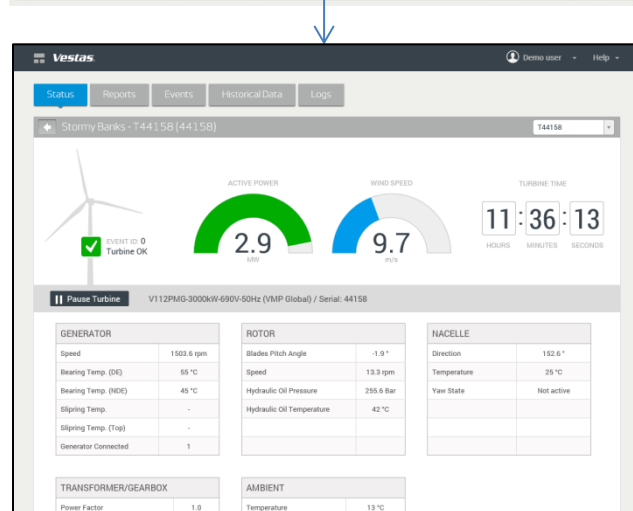 Vestas
Demo user
Help
Status
Reports
Events
Historical Data
Logs
Stormy Banks - T44158 (44158)
T44158
ACTIVE POWER
WIND SPEED
TURBINE TIME
EVENT ID: 0
Turbine OK
2.9
MW
9.7
m/s
11 : 36 : 13
HOURS MINUTES SECONDS
Pause Turbine
V112PMG-3000kW-690V-50Hz (VMP Global) / Serial: 44158
GENERATOR
Speed 1503.6 rpm
Bearing Temp. (DE) 55 °C
Bearing Temp. (NDE) 45 °C
Slipring Temp. -
Slipring Temp. (Top) -
Generator Connected 1
ROTOR
Blades Pitch Angle -1.9 °
Speed 13.3 rpm
Hydraulic Oil Pressure 255.6 Bar
Hydraulic Oil Temperature 42 °C
NACELLE
Direction 152.6 °
Temperature 25 °C
Yaw State Not active
TRANSFORMER/GEARBOX
Power Factor 1.0
AMBIENT
Temperature 13 °C